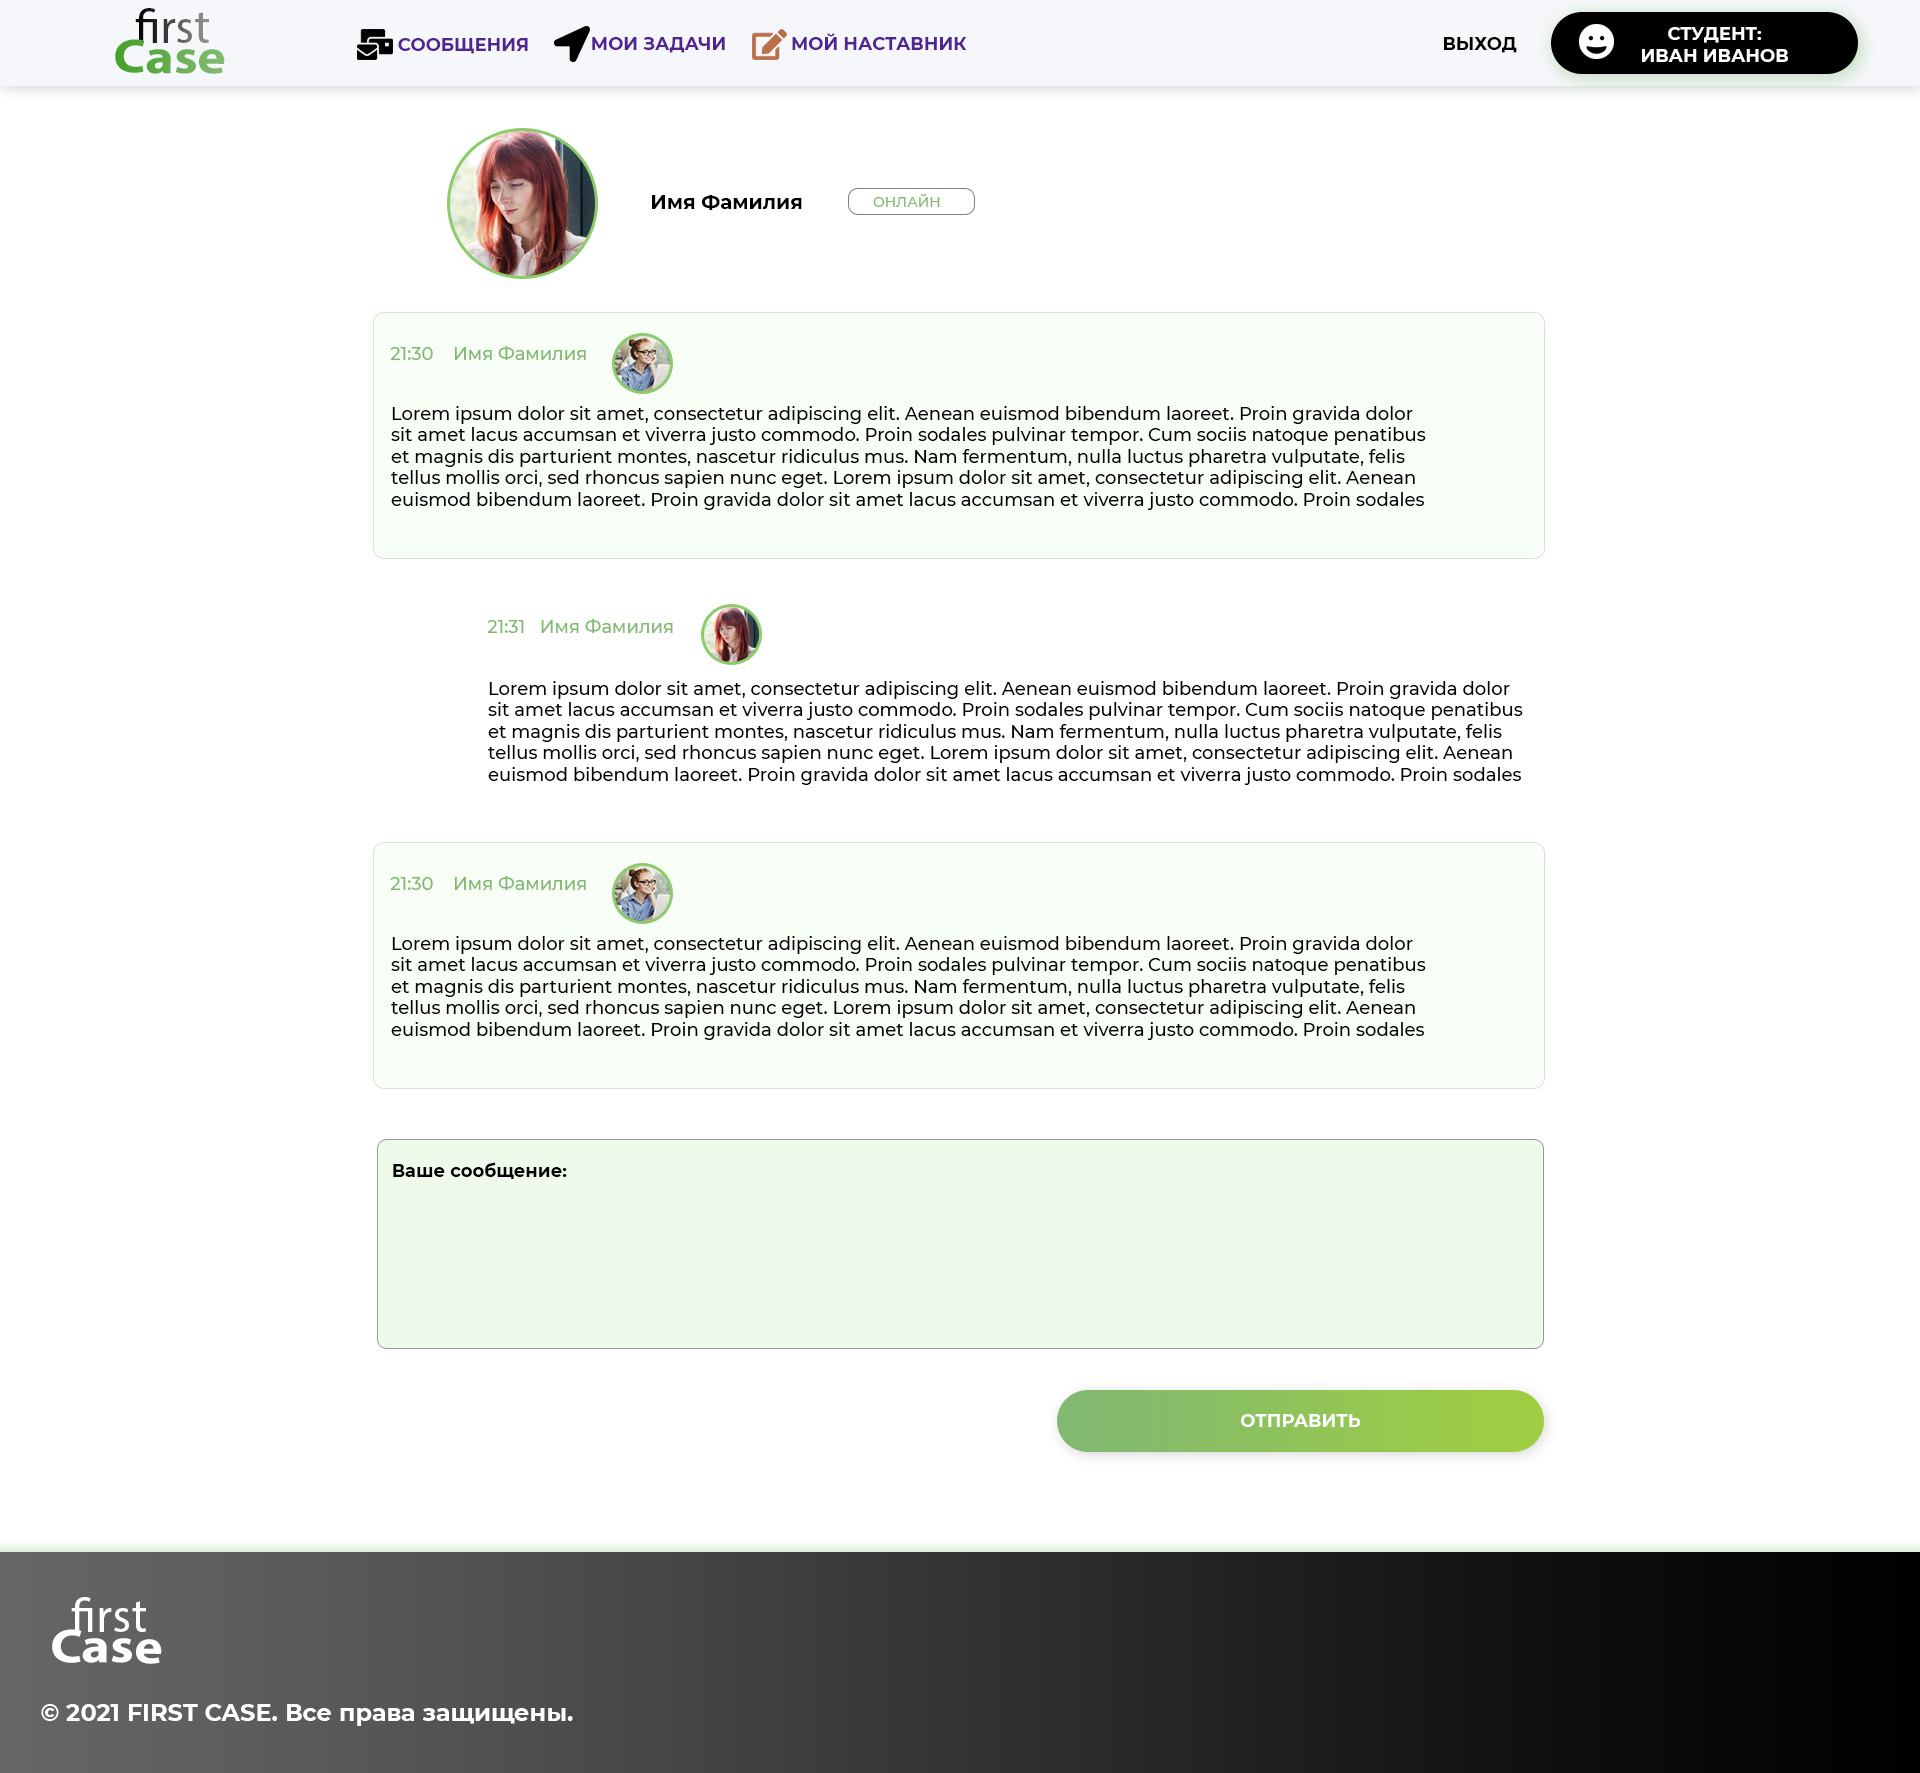 first
Case
СООБЩЕНИЯ
МОИ ЗАДАЧИ
МОЙ НАСТАВНИК
ВЫХОД
СТУДЕНТ:
ИВАН ИВАНОВ
Имя Фамилия
ОНЛАЙН
21:30 Имя Фамилия
Lorem ipsum dolor sit amet, consectetur adipiscing elit. Aenean euismod bibendum laoreet. Proin gravida dolor
sit amet lacus accumsan et viverra justo commodo. Proin sodales pulvinar tempor. Cum sociis natoque penatibus
et magnis dis parturient montes, nascetur ridiculus mus. Nam fermentum, nulla luctus pharetra vulputate, felis
tellus mollis orci, sed rhoncus sapien nunc eget. Lorem ipsum dolor sit amet, consectetur adipiscing elit. Aenean
euismod bibendum laoreet. Proin gravida dolor sit amet lacus accumsan et viverra justo commodo. Proin sodales
21:31 Имя Фамилия
Lorem ipsum dolor sit amet, consectetur adipiscing elit. Aenean euismod bibendum laoreet. Proin gravida dolor
sit amet lacus accumsan et viverra justo commodo. Proin sodales pulvinar tempor. Cum sociis natoque penatibus
et magnis dis parturient montes, nascetur ridiculus mus. Nam fermentum, nulla luctus pharetra vulputate, felis
tellus mollis orci, sed rhoncus sapien nunc eget. Lorem ipsum dolor sit amet, consectetur adipiscing elit. Aenean
euismod bibendum laoreet. Proin gravida dolor sit amet lacus accumsan et viverra justo commodo. Proin sodales
21:30 Имя Фамилия
Lorem ipsum dolor sit amet, consectetur adipiscing elit. Aenean euismod bibendum laoreet. Proin gravida dolor
sit amet lacus accumsan et viverra justo commodo. Proin sodales pulvinar tempor. Cum sociis natoque penatibus
et magnis dis parturient montes, nascetur ridiculus mus. Nam fermentum, nulla luctus pharetra vulputate, felis
tellus mollis orci, sed rhoncus sapien nunc eget. Lorem ipsum dolor sit amet, consectetur adipiscing elit. Aenean
euismod bibendum laoreet. Proin gravida dolor sit amet lacus accumsan et viverra justo commodo. Proin sodales
Ваше сообщение:
ОТПРАВИТЬ
first
Case
© 2021 FIRST CASE. Все права защищены.